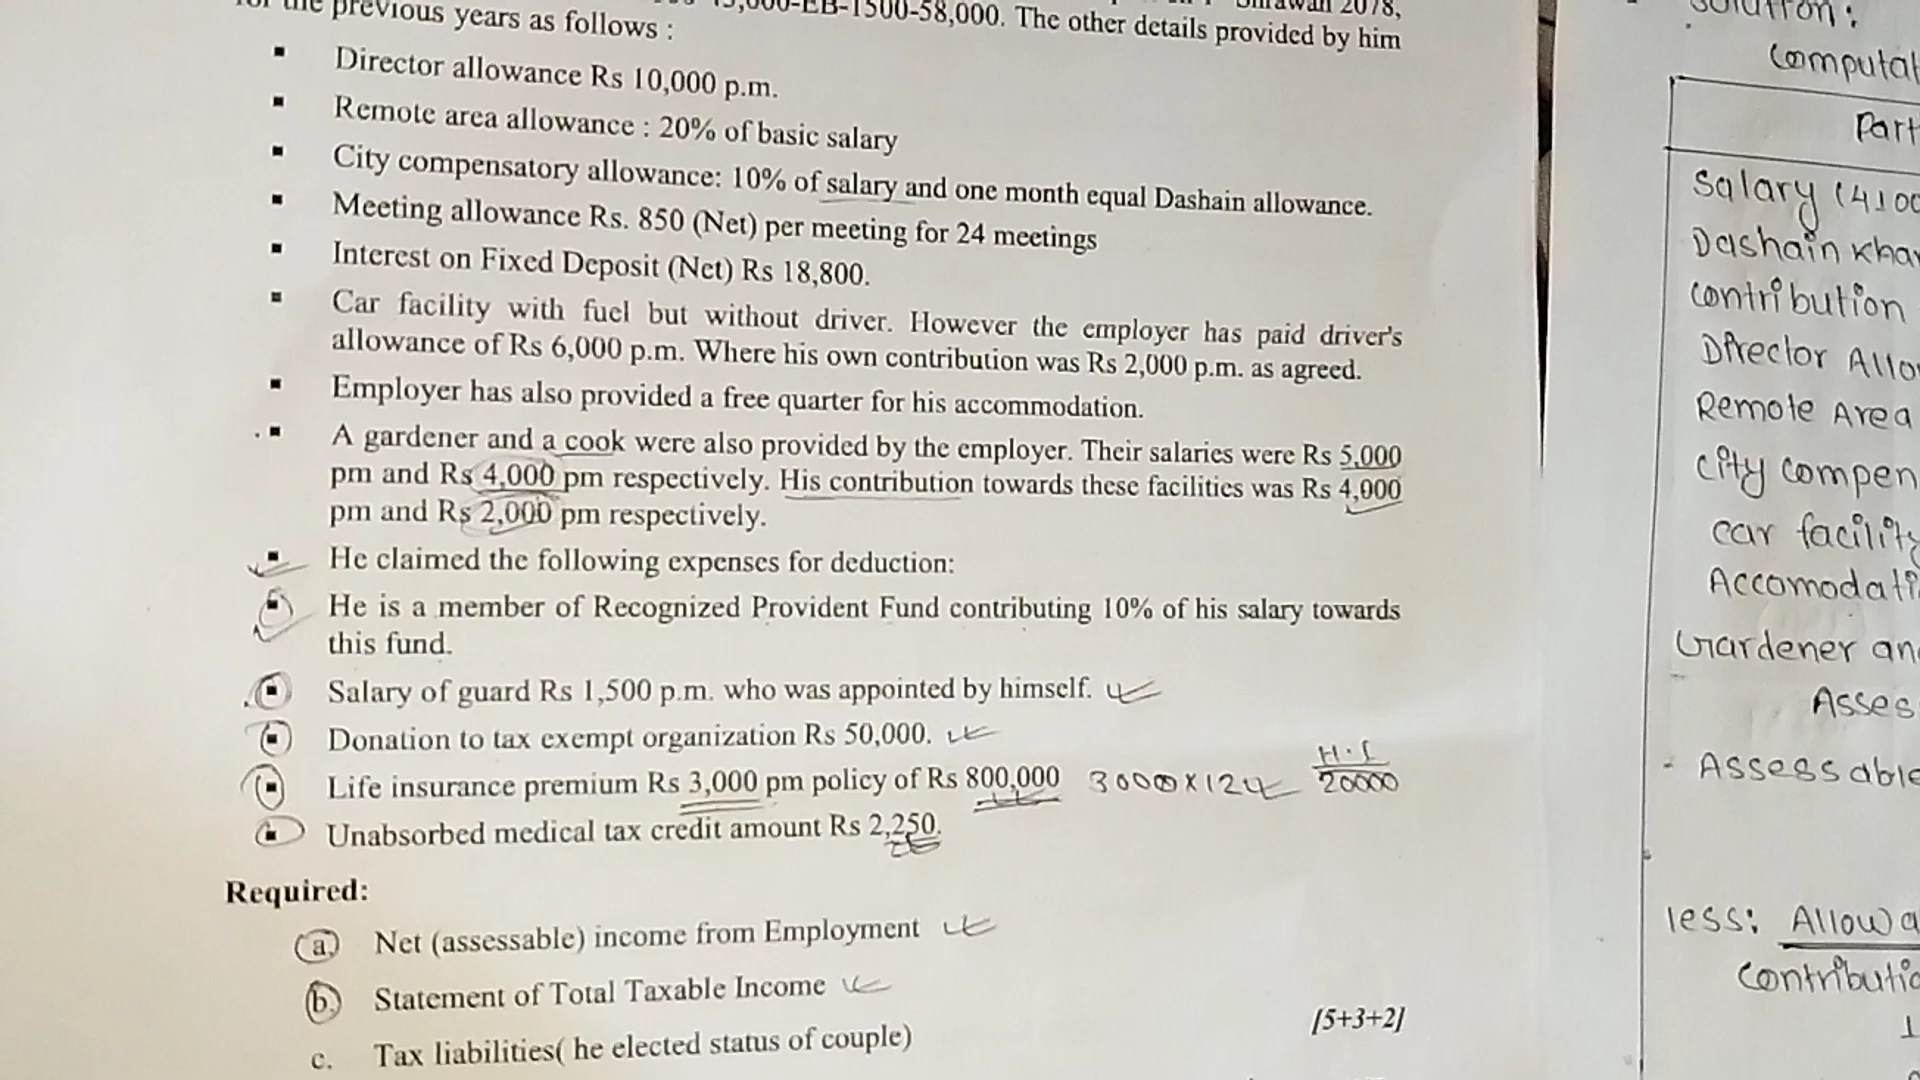 -EB-1500-58,000. The other details provided by him
for the previous years as follows :
▪ Director allowance Rs 10,000 p.m.
▪ Remote area allowance : 20% of basic salary
▪ City compensatory allowance: 10% of salary and one month equal Dashain allowance.
▪ Meeting allowance Rs. 850 (Net) per meeting for 24 meetings
▪ Interest on Fixed Deposit (Net) Rs 18,800.
▪ Car facility with fuel but without driver. However the employer has paid driver's
allowance of Rs 6,000 p.m. Where his own contribution was Rs 2,000 p.m. as agreed.
▪ Employer has also provided a free quarter for his accommodation.
▪ A gardener and a cook were also provided by the employer. Their salaries were Rs 5,000
pm and Rs 4,000 pm respectively. His contribution towards these facilities was Rs 4,000
pm and Rs 2,000 pm respectively.
▪ He claimed the following expenses for deduction:
▪ He is a member of Recognized Provident Fund contributing 10% of his salary towards
this fund.
▪ Salary of guard Rs 1,500 p.m. who was appointed by himself.
▪ Donation to tax exempt organization Rs 50,000.
▪ Life insurance premium Rs 3,000 pm policy of Rs 800,000 3000×12 H.I 20000
▪ Unabsorbed medical tax credit amount Rs 2,250.
Required:
a. Net (assessable) income from Employment
b. Statement of Total Taxable Income
[5+3+2]
c. Tax liabilities( he elected status of couple)
Solution:
Computat
Part
Salary (4100
Dashain Kha
Contribution
Director Allo
Remote Area
City compen
car facility
Accomodati
Gardener an
Asses
- Assessable
less: Allowa
Contributio